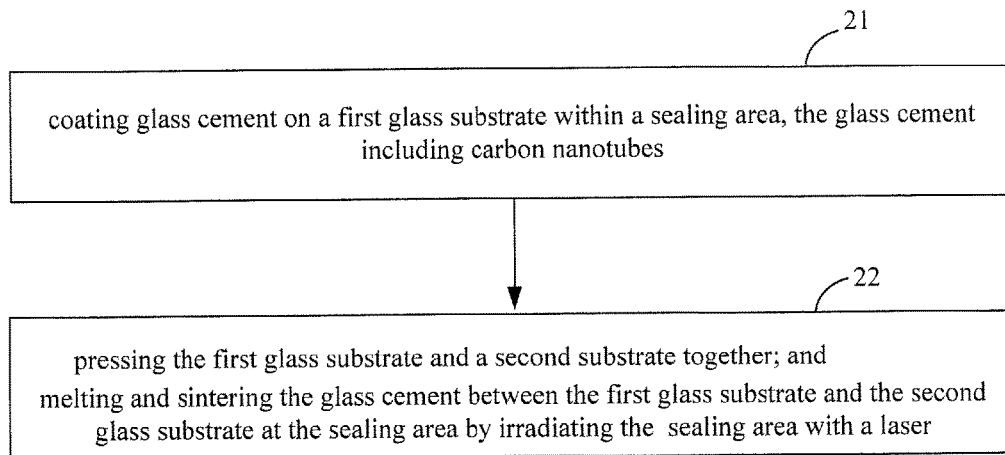 21
coating glass cement on a first glass substrate within a sealing area, the glass cement
including carbon nanotubes
22
pressing the first glass substrate and a second substrate together; and
melting and sintering the glass cement between the first glass substrate and the second
glass substrate at the sealing area by irradiating the sealing area with a laser